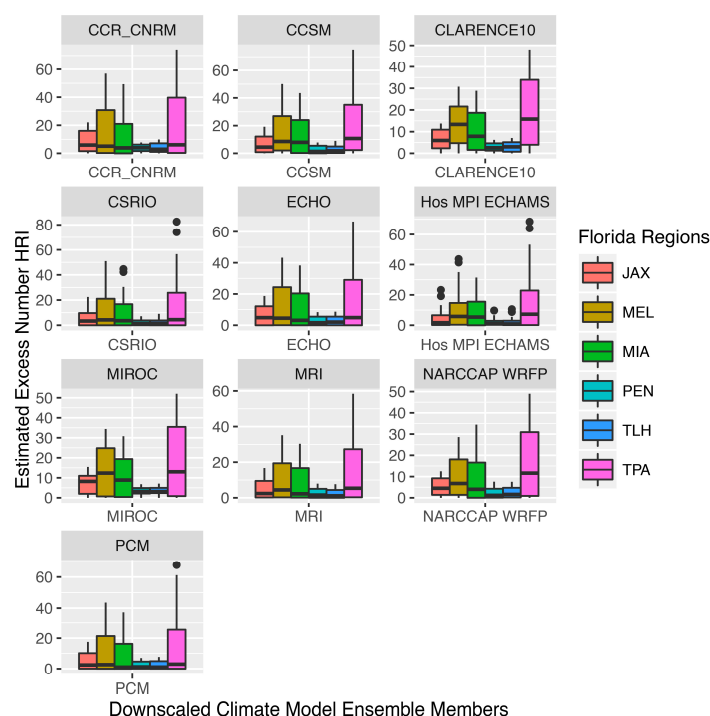 CCR_CNRM
CCSM
CLARENCE10
60
40
20
0
60
40
20
0
50
40
30
20
10
0
CCR_CNRM
CCSM
CLARENCE10
CSRIO
ECHO
Hos MPI ECHAMS
80
60
40
20
0
60
40
20
0
60
40
20
0
CSRIO
ECHO
Hos MPI ECHAMS
MIROC
MRI
NARCCAP WRFP
50
40
30
20
10
0
60
40
20
0
50
40
30
20
10
0
MIROC
MRI
NARCCAP WRFP
PCM
60
40
20
0
PCM
Estimated Excess Number HRI
Downscaled Climate Model Ensemble Members
Florida Regions
JAX
MEL
MIA
PEN
TLH
TPA